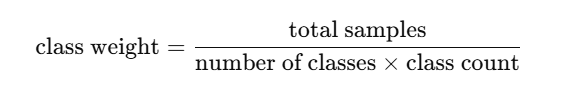 class weight = total samples / number of classes × class count